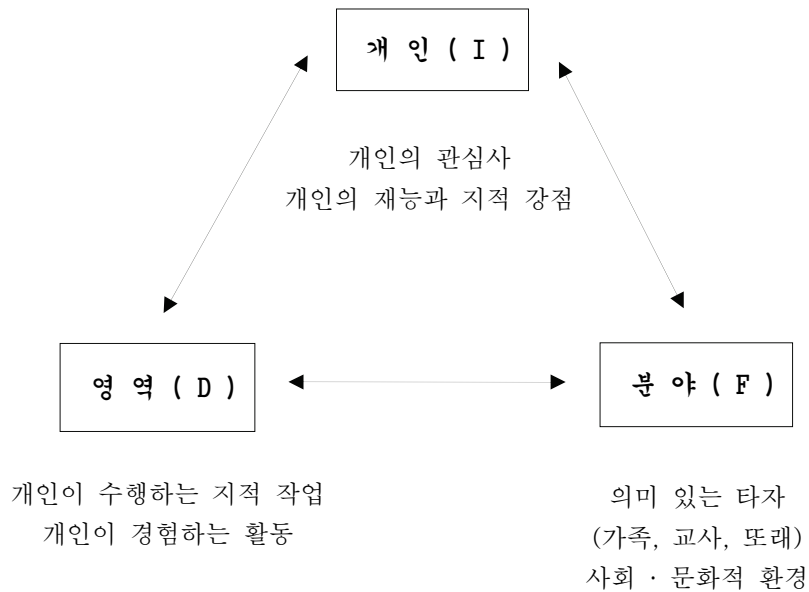 개 인 ( I )
개인의 관심사
개인의 재능과 지적 강점
영 역 ( D )
분 야 ( F )
개인이 수행하는 지적 작업
개인이 경험하는 활동
의미 있는 타자
(가족, 교사, 또래)
사회 · 문화적 환경